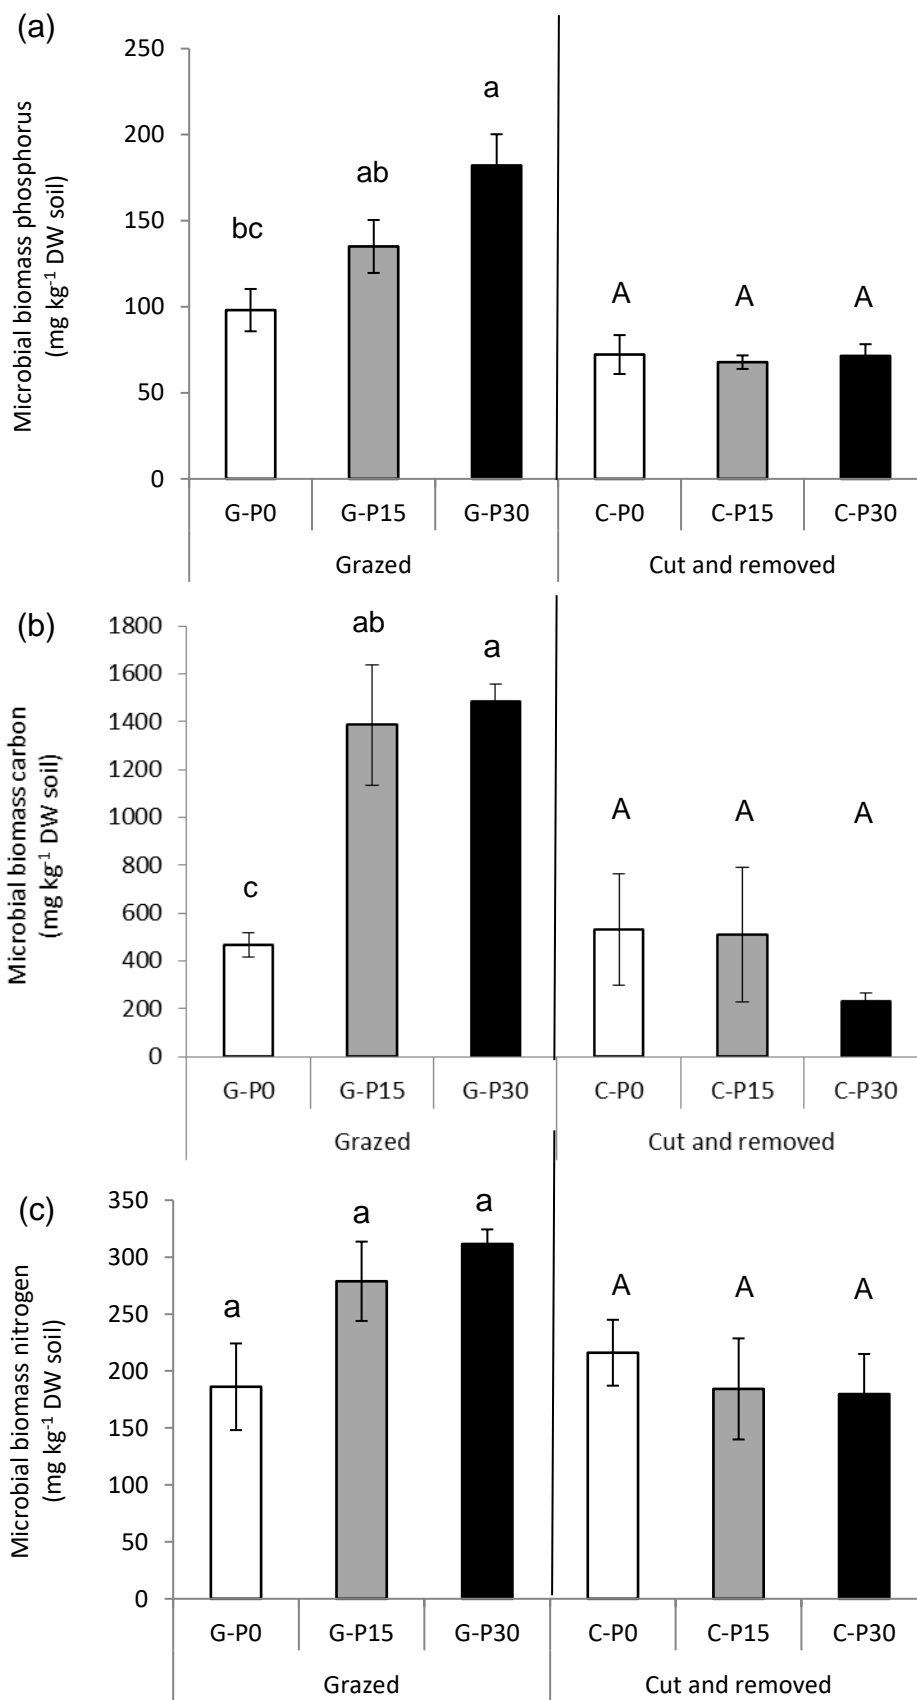 (a)
Microbial biomass phosphorus
(mg kg⁻¹ DW soil)
250
200
150
100
50
0
bc
ab
a
A
A
A
G-P0
G-P15
G-P30
C-P0
C-P15
C-P30
Grazed
Cut and removed
(b)
Microbial biomass carbon
(mg kg⁻¹ DW soil)
1800
1600
1400
1200
1000
800
600
400
200
0
c
ab
a
A
A
A
G-P0
G-P15
G-P30
C-P0
C-P15
C-P30
Grazed
Cut and removed
(c)
Microbial biomass nitrogen
(mg kg⁻¹ DW soil)
350
300
250
200
150
100
50
0
a
a
a
A
A
A
G-P0
G-P15
G-P30
C-P0
C-P15
C-P30
Grazed
Cut and removed